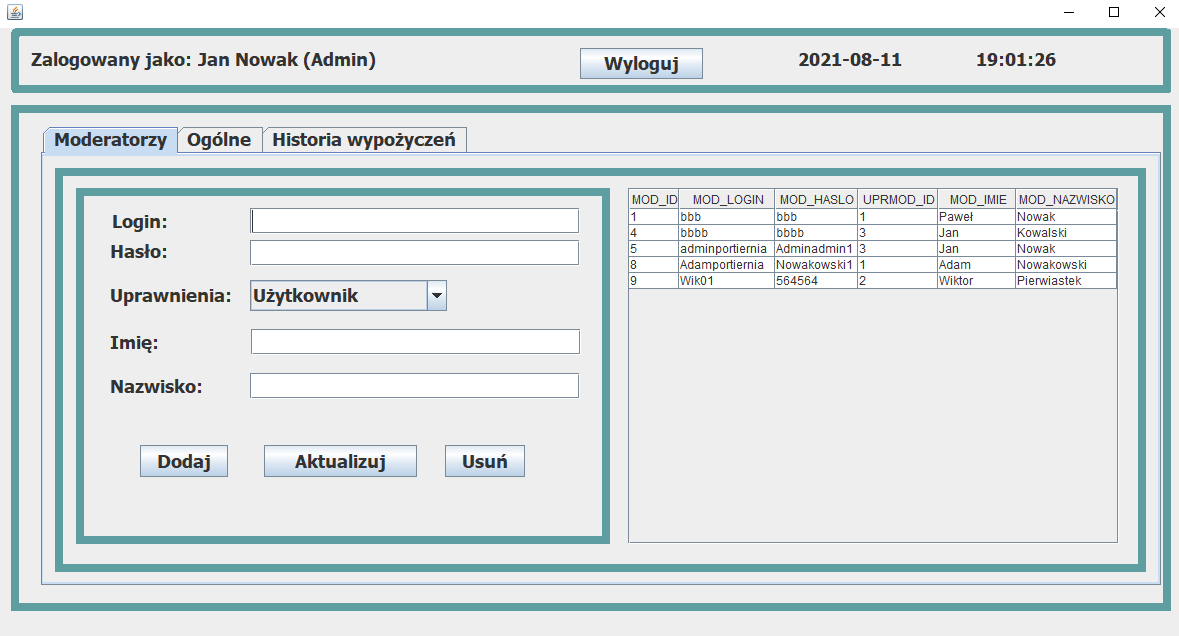 Zalogowany jako: Jan Nowak (Admin) Wyloguj 2021-08-11 19:01:26
Moderatorzy Ogólne Historia wypożyczeń
Login:
Hasło:
Uprawnienia: Użytkownik
Imię:
Nazwisko:
Dodaj Aktualizuj Usuń
MOD_ID MOD_LOGIN MOD_HASLO UPRMOD_ID MOD_IMIE MOD_NAZWISKO
1 bbb bbb 1 Paweł Nowak
4 bbbb bbbb 3 Jan Kowalski
5 adminportiernia Adminadmin1 3 Jan Nowak
8 Adamportiernia Nowakowski1 1 Adam Nowakowski
9 Wik01 564564 2 Wiktor Pierwiastek